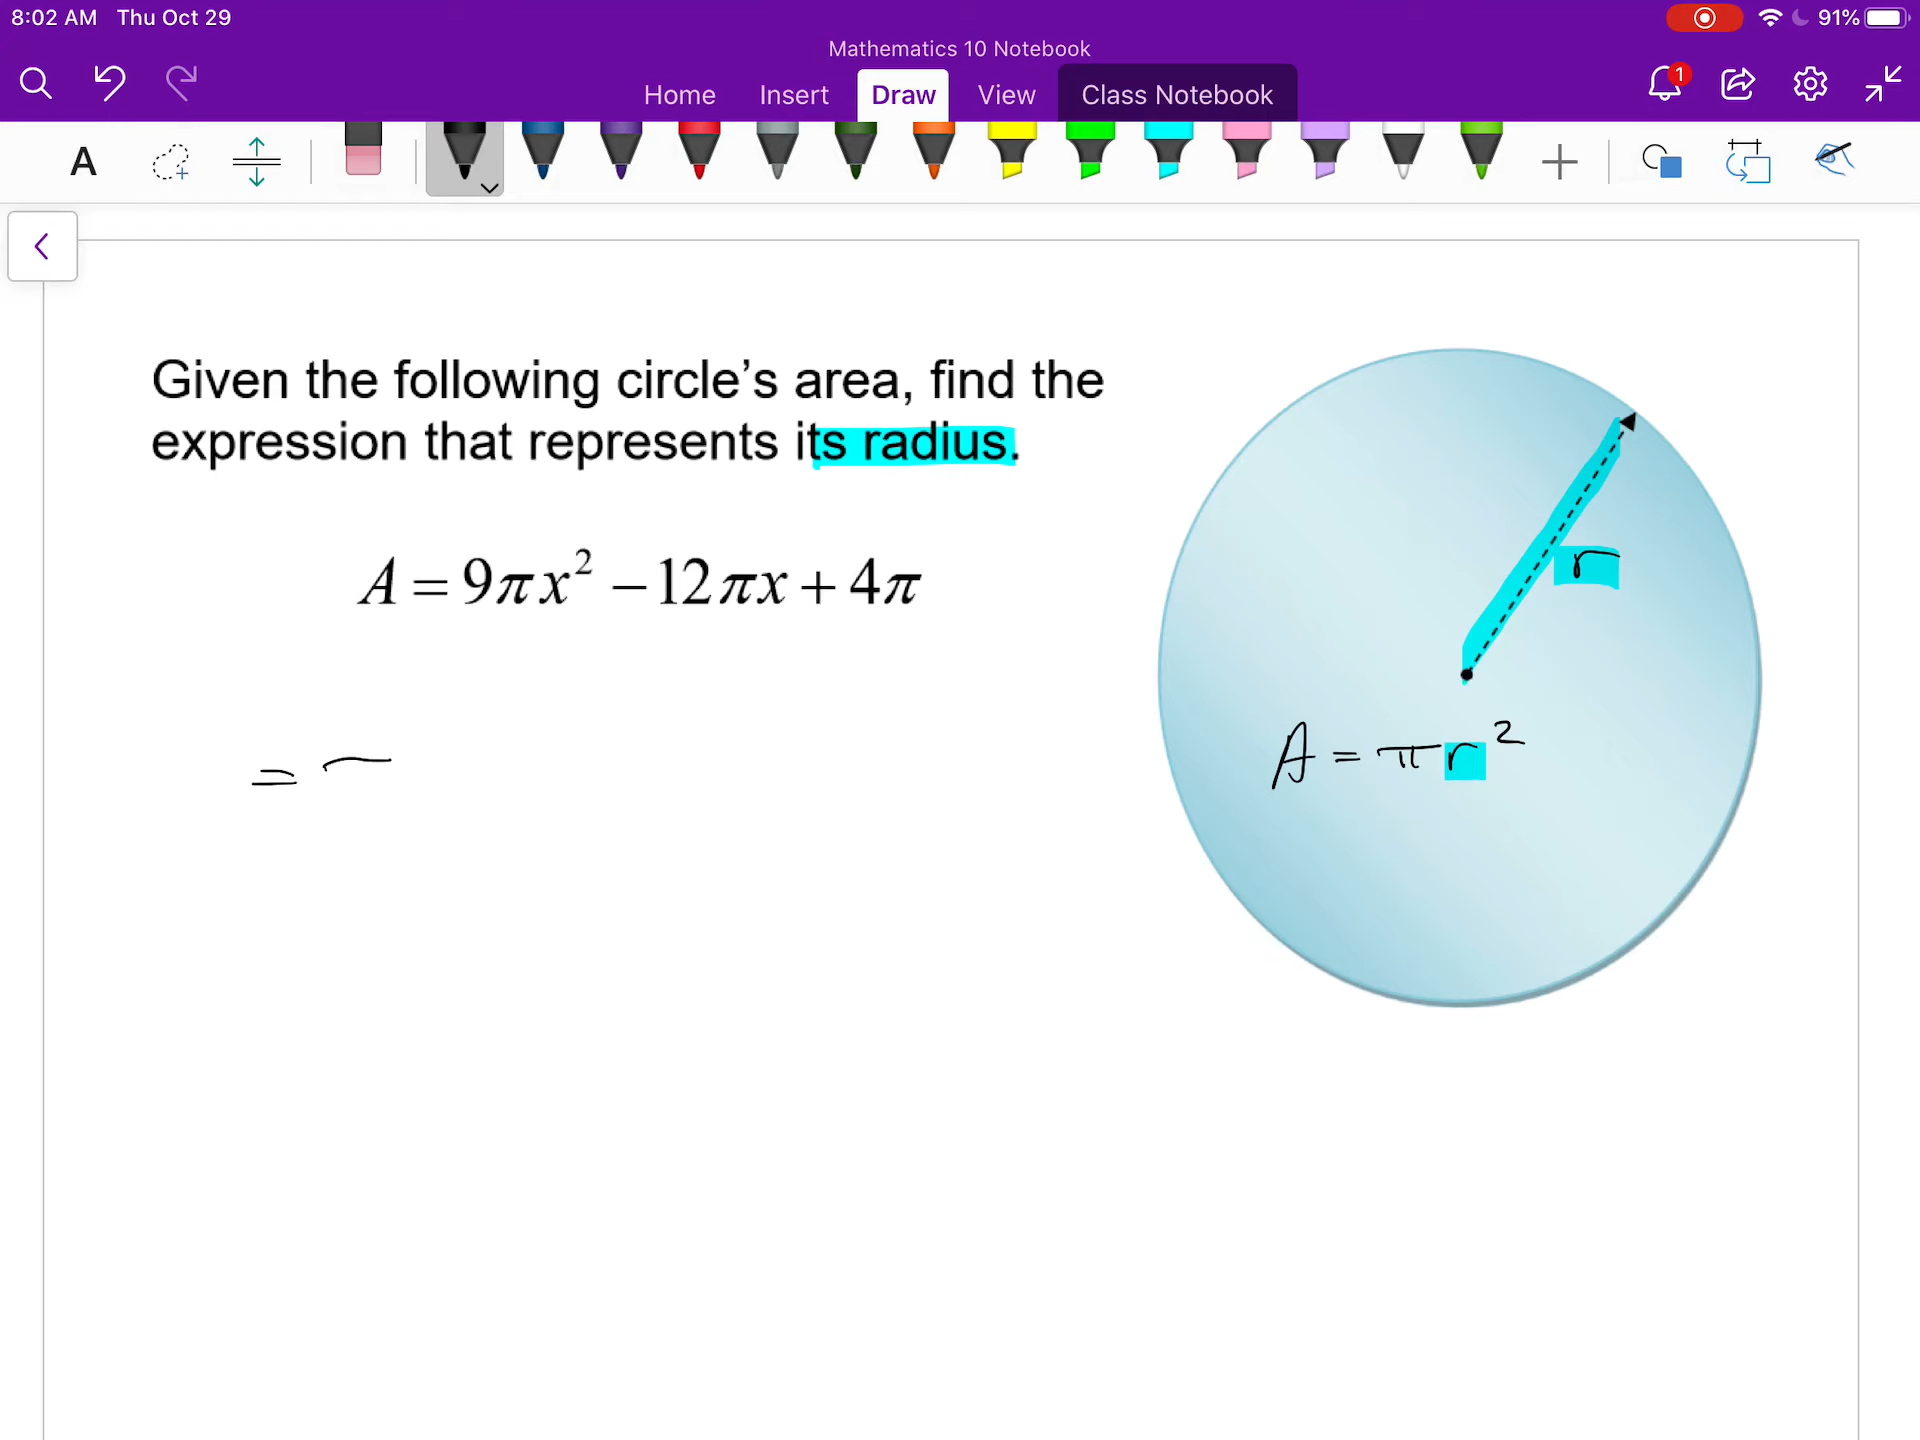 8:02 AM Thu Oct 29
91%
Mathematics 10 Notebook
Home Insert Draw View Class Notebook
1
A
Given the following circle's area, find the
expression that represents its radius.
A = 9πx² − 12πx + 4π
r
A = πr²
=